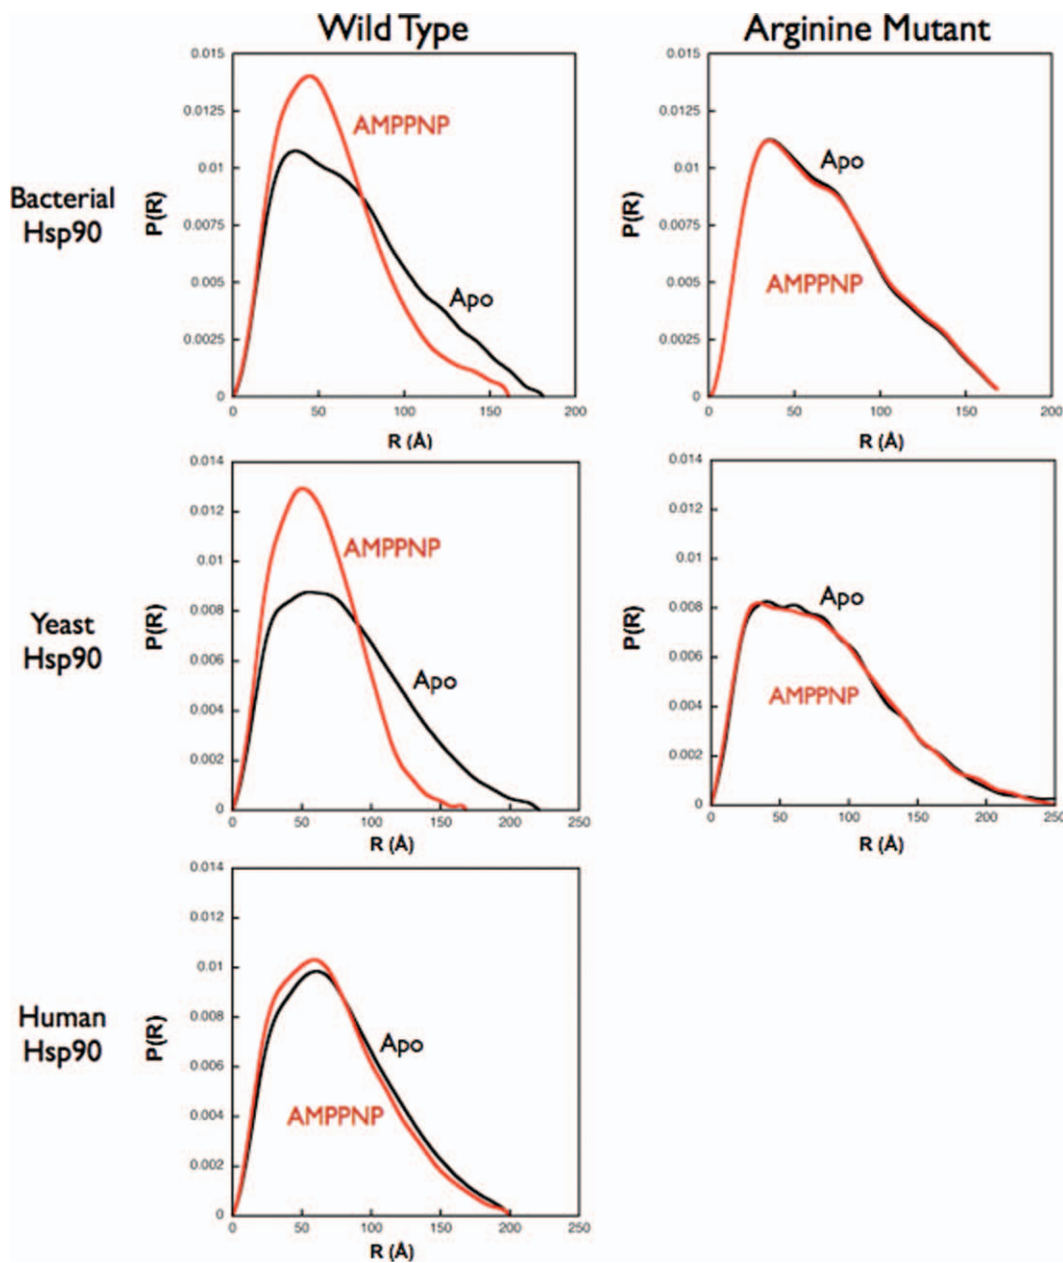 Wild Type
Arginine Mutant
Bacterial
Hsp90
P(R)
0.015
0.0125
0.01
0.0075
0.005
0.0025
0
AMPPNP
Apo
0 50 100 150 200
R (Å)
P(R)
0.015
0.0125
0.01
0.0075
0.005
0.0025
0
Apo
AMPPNP
0 50 100 150 200
R (Å)
Yeast
Hsp90
P(R)
0.014
0.012
0.01
0.008
0.006
0.004
0.002
0
AMPPNP
Apo
0 50 100 150 200 250
R (Å)
P(R)
0.014
0.012
0.01
0.008
0.006
0.004
0.002
0
Apo
AMPPNP
0 50 100 150 200 250
R (Å)
Human
Hsp90
P(R)
0.014
0.012
0.01
0.008
0.006
0.004
0.002
0
Apo
AMPPNP
0 50 100 150 200 250
R (Å)